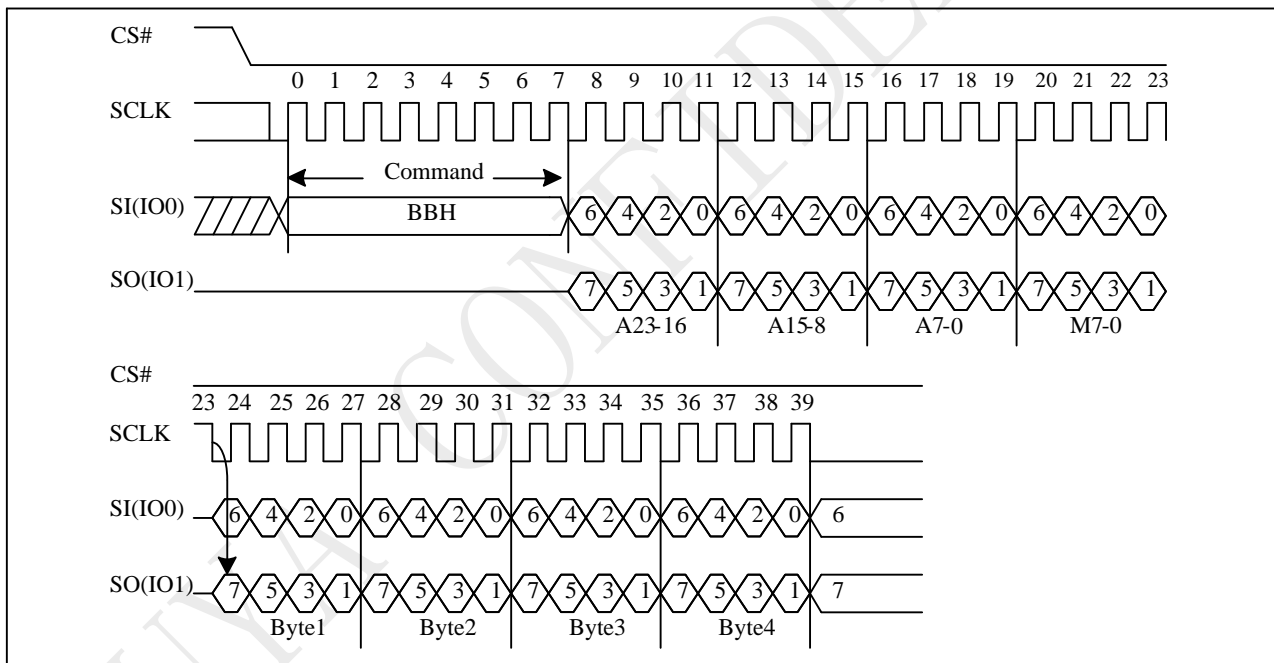 CS#
0 1 2 3 4 5 6 7 8 9 10 11 12 13 14 15 16 17 18 19 20 21 22 23
SCLK
Command
SI(IO0) BBH 6 4 2 0 6 4 2 0 6 4 2 0 6 4 2 0
SO(IO1) 7 5 3 1 7 5 3 1 7 5 3 1 7 5 3 1
A23-16 A15-8 A7-0 M7-0
CS#
23 24 25 26 27 28 29 30 31 32 33 34 35 36 37 38 39
SCLK
SI(IO0) 6 4 2 0 6 4 2 0 6 4 2 0 6 4 2 0 6
SO(IO1) 7 5 3 1 7 5 3 1 7 5 3 1 7 5 3 1 7
Byte1 Byte2 Byte3 Byte4